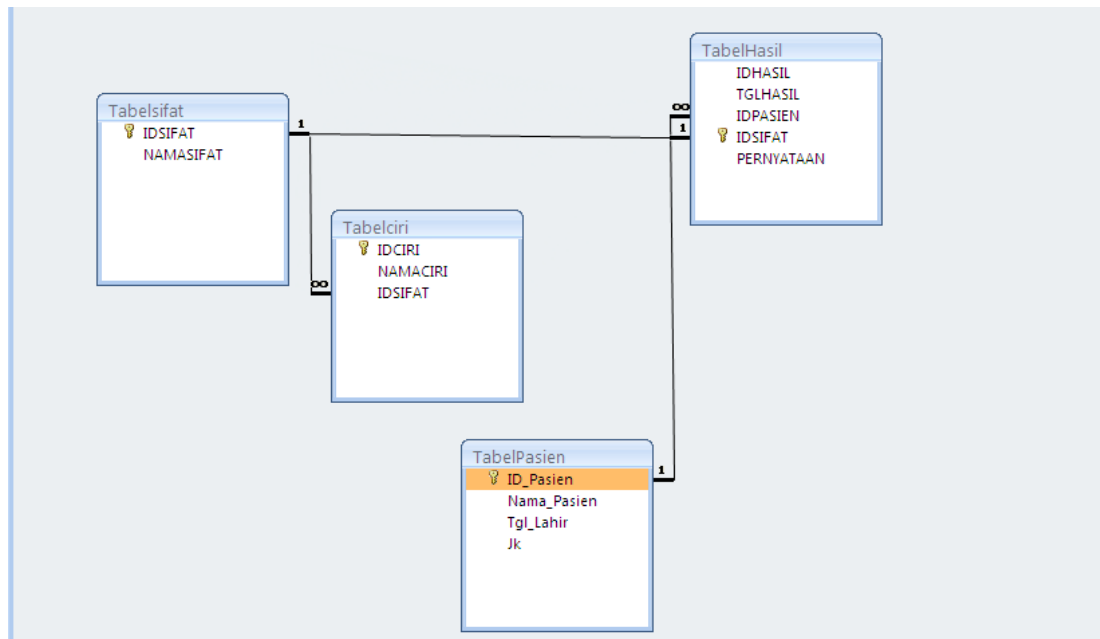 Tabelsifat
IDSIFAT
NAMASIFAT
1
∞
Tabelciri
IDCIRI
NAMACIRI
IDSIFAT
TabelHasil
IDHASIL
TGLHASIL
IDPASIEN
IDSIFAT
PERNYATAAN
∞
1
TabelPasien
ID_Pasien
Nama_Pasien
Tgl_Lahir
Jk
1